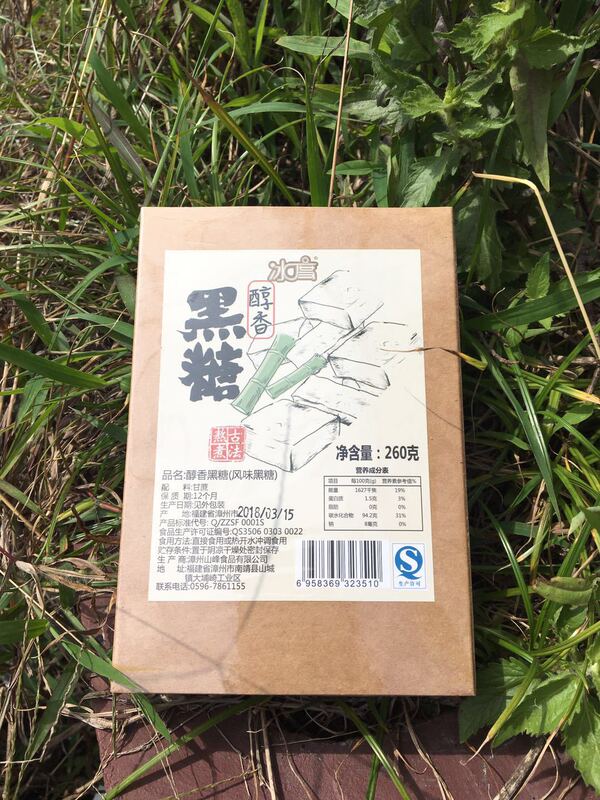 冰言
醇香
黑糖
古法
熬煮
净含量：260克
营养成分表
项目 每100克(g) 营养素参考值%
能量 1627千焦 19%
蛋白质 1.5克 3%
脂肪 0克 0%
碳水化合物 94.2克 31%
钠 8毫克 0%
品名:醇香黑糖(风味黑糖)
配 料:甘蔗
保 质 期:12个月
生产日期:见外包装
产 地:福建省漳州市
2018/03/15
产品标准代号: Q/ZZSF 0001S
食品生产许可证编号:QS3506 0303 0022
食用方法:直接食用或热开水冲调食用
贮存条件:置于阴凉干燥处密封保存
生 产 商:漳州山峰食品有限公司
地 址:福建省漳州市南靖县山城
镇大埔崎工业区
联系电话:0596-7861155
6 958369 323510
生产许可